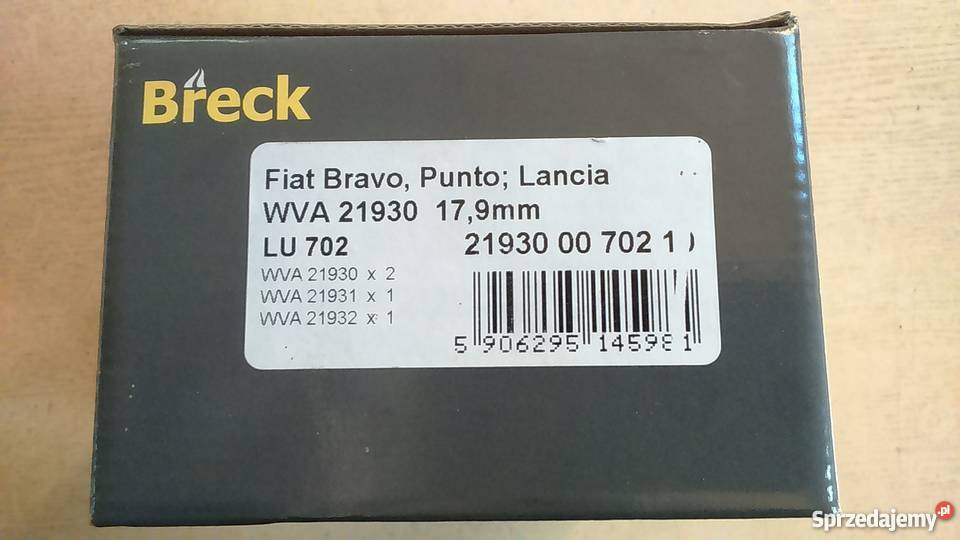 Breck
Fiat Bravo, Punto; Lancia
WVA 21930 17,9mm
LU 702
21930 00 702 1
WVA 21930 x 2
WVA 21931 x 1
WVA 21932 x 1
5 906295 145981
Sprzedajemy.pl